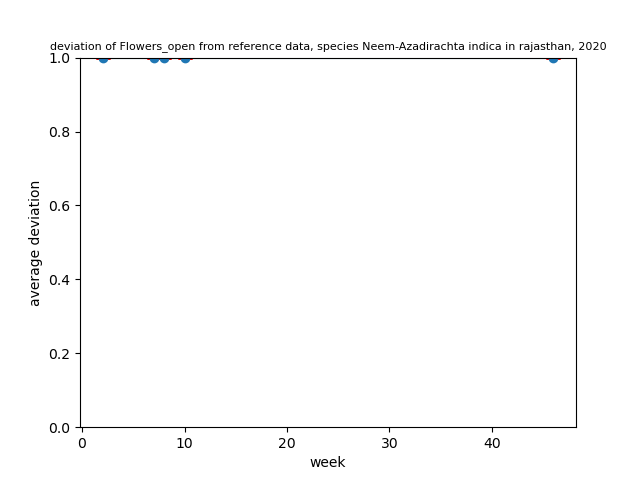 deviation of Flowers_open from reference data, species Neem-Azadirachta indica in rajasthan, 2020
1.0
0.8
0.6
0.4
0.2
0.0
average deviation
0 10 20 30 40
week